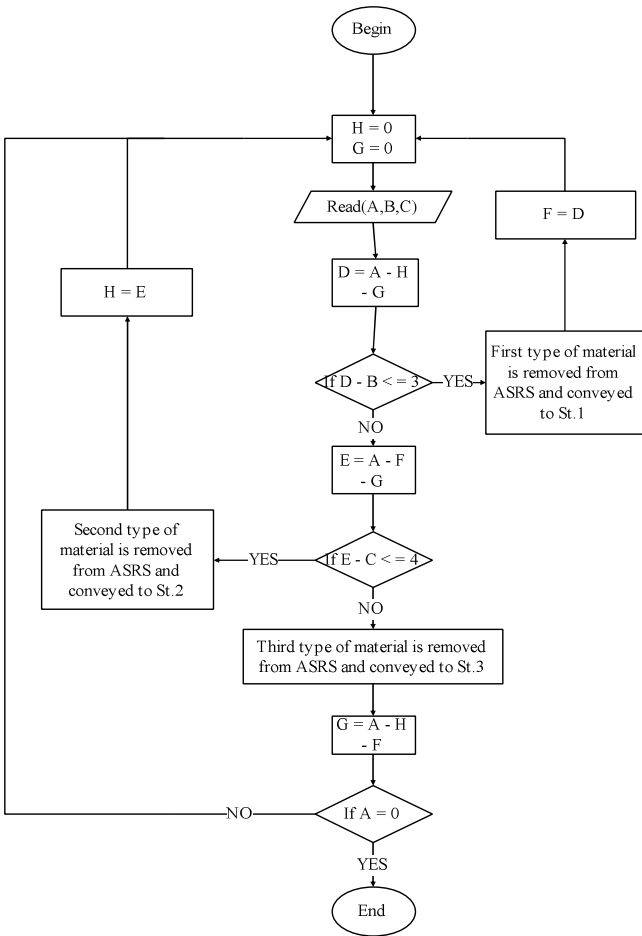 Begin
H = 0
G = 0
Read(A,B,C)
F = D
D = A - H
- G
H = E
If D - B < = 3
YES
First type of material
is removed from
ASRS and conveyed
to St.1
NO
E = A - F
- G
Second type of
material is removed
from ASRS and
conveyed to St.2
YES
If E - C < = 4
NO
Third type of material is removed
from ASRS and conveyed to St.3
G = A - H
- F
NO
If A = 0
YES
End